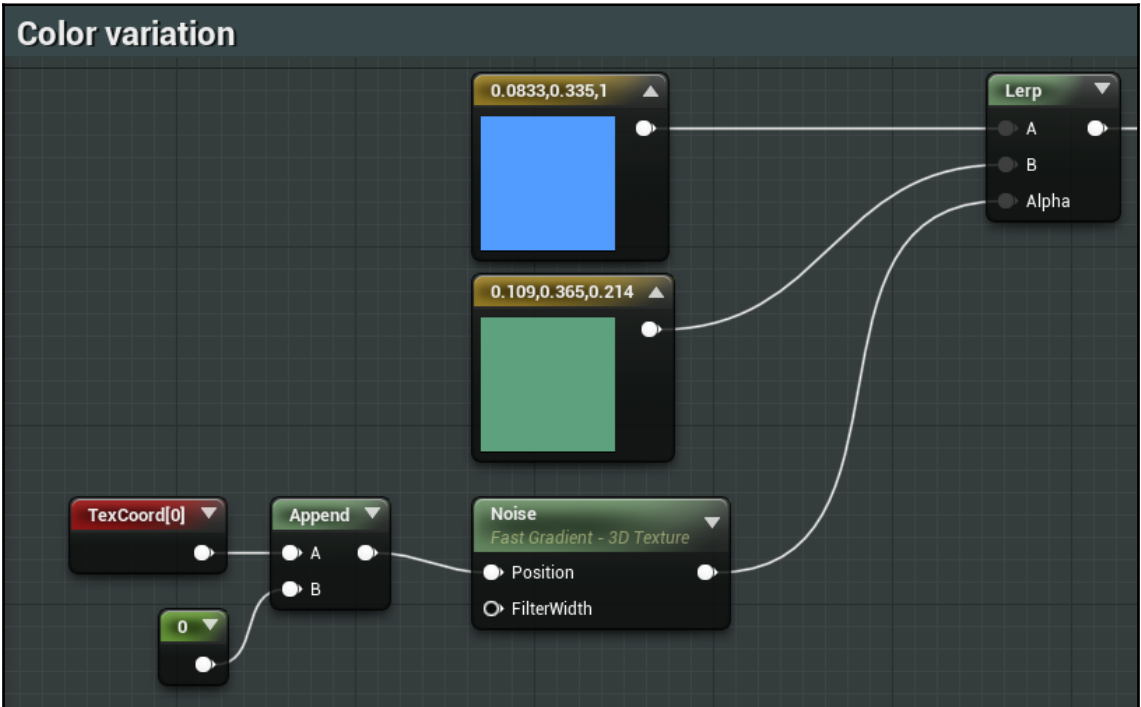 Color variation
0.0833,0.335,1
Lerp
A
B
Alpha
0.109,0.365,0.214
TexCoord[0]
Append
A
B
0
Noise
Fast Gradient - 3D Texture
Position
FilterWidth